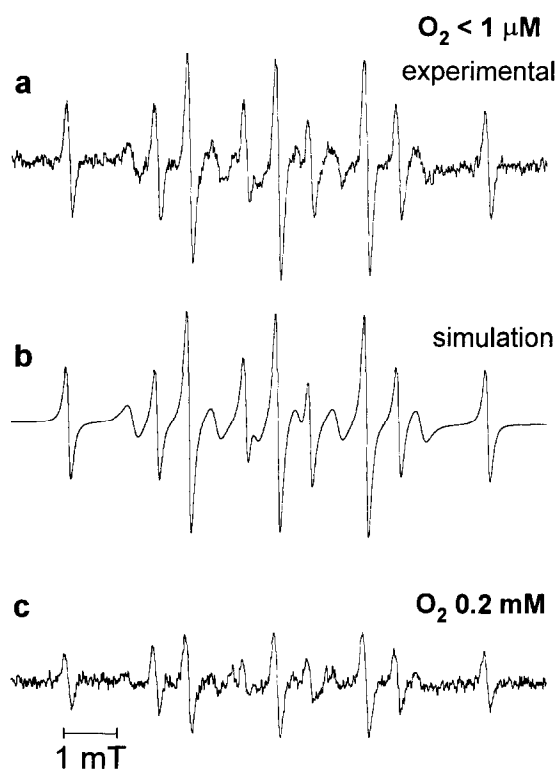 O₂ < 1 μM
experimental
a
simulation
b
c
O₂ 0.2 mM
1 mT